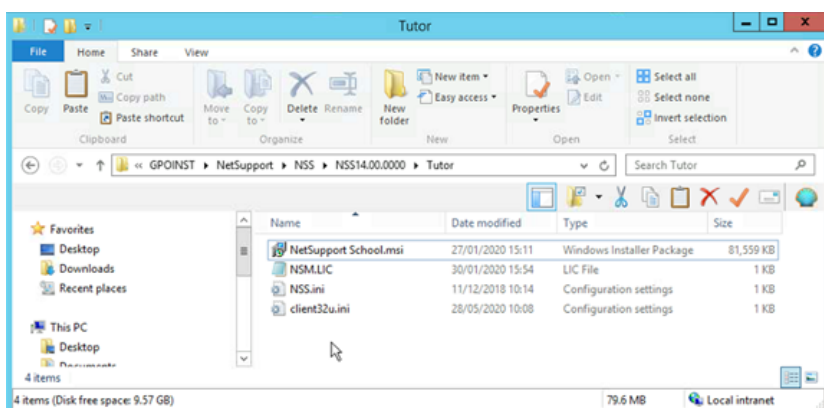 Tutor
File Home Share View
Copy Paste Cut Copy path Paste shortcut Move to Copy to Delete Rename New folder New item Easy access Properties Open Edit Select all Select none Invert selection
Clipboard Organize New Open Select
« GPOINST NetSupport NSS NSS14.00.0000 Tutor Search Tutor
Name Date modified Type Size
Favorites
Desktop
Downloads
Recent places
This PC
Desktop
Documents
NetSupport School.msi 27/01/2020 15:11 Windows Installer Package 81,559 KB
NSM.LIC 30/01/2020 15:54 LIC File 1 KB
NSS.ini 11/12/2018 10:14 Configuration settings 1 KB
client32u.ini 28/05/2020 10:08 Configuration settings 1 KB
4 items
4 items (Disk free space: 9.57 GB) 79.6 MB Local intranet